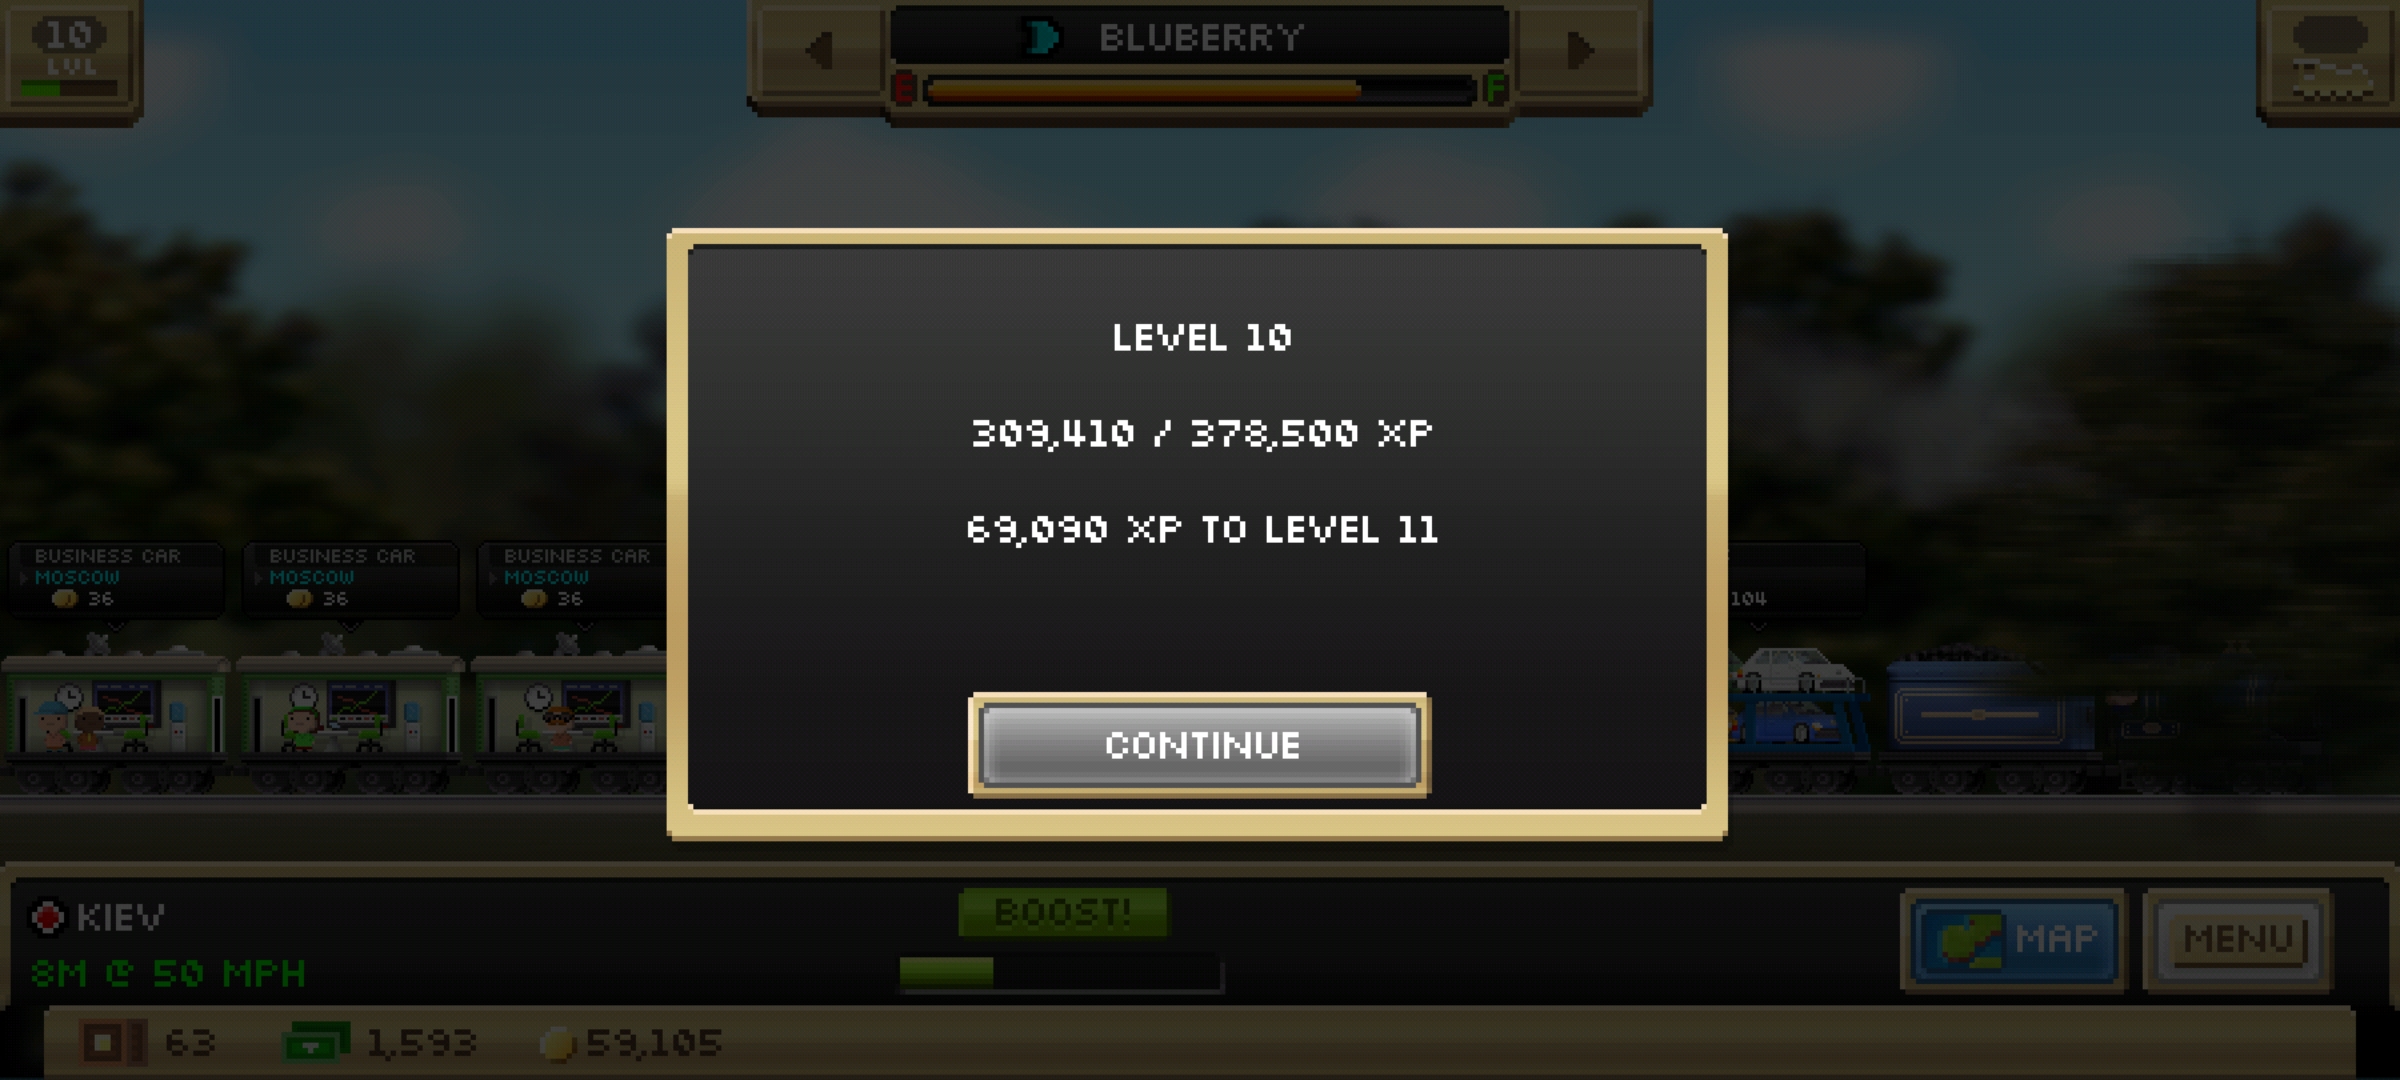 10
LVL
BLUBERRY
E
F
LEVEL 10
309,410 / 378,500 XP
69,090 XP TO LEVEL 11
CONTINUE
BUSINESS CAR
MOSCOW
36
BUSINESS CAR
MOSCOW
36
BUSINESS CAR
MOSCOW
36
104
KIEV
8M @ 50 MPH
BOOST!
MAP
MENU
63
1,593
59,105